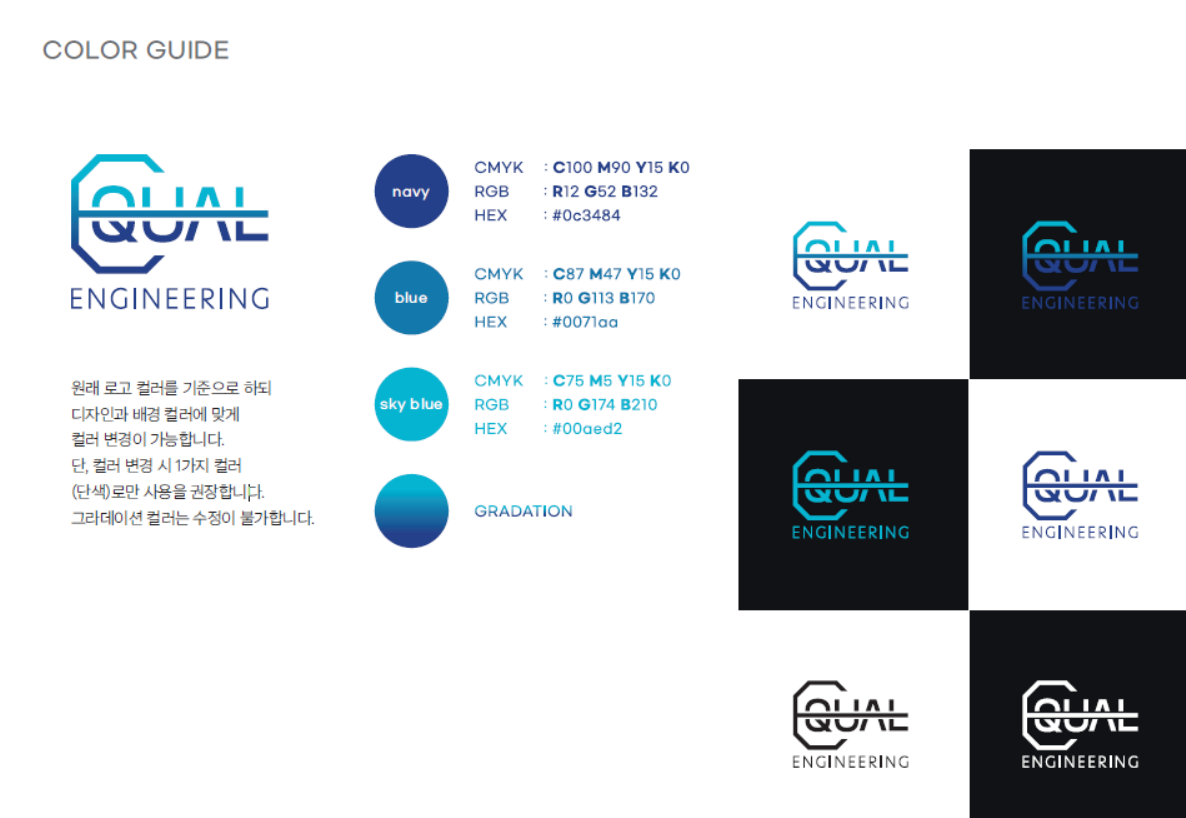 COLOR GUIDE
QUAL
ENGINEERING
원래 로고 컬러를 기준으로 하되
디자인과 배경 컬러에 맞게
컬러 변경이 가능합니다.
단, 컬러 변경 시 1가지 컬러
(단색)로만 사용을 권장합니다.
그라데이션 컬러는 수정이 불가합니다.
navy
CMYK : C100 M90 Y15 K0
RGB : R12 G52 B132
HEX : #0c3484
blue
CMYK : C87 M47 Y15 K0
RGB : R0 G113 B170
HEX : #0071aa
sky blue
CMYK : C75 M5 Y15 K0
RGB : R0 G174 B210
HEX : #00aed2
GRADATION
QUAL
ENGINEERING
QUAL
ENGINEERING
QUAL
ENGINEERING
QUAL
ENGINEERING
QUAL
ENGINEERING
QUAL
ENGINEERING